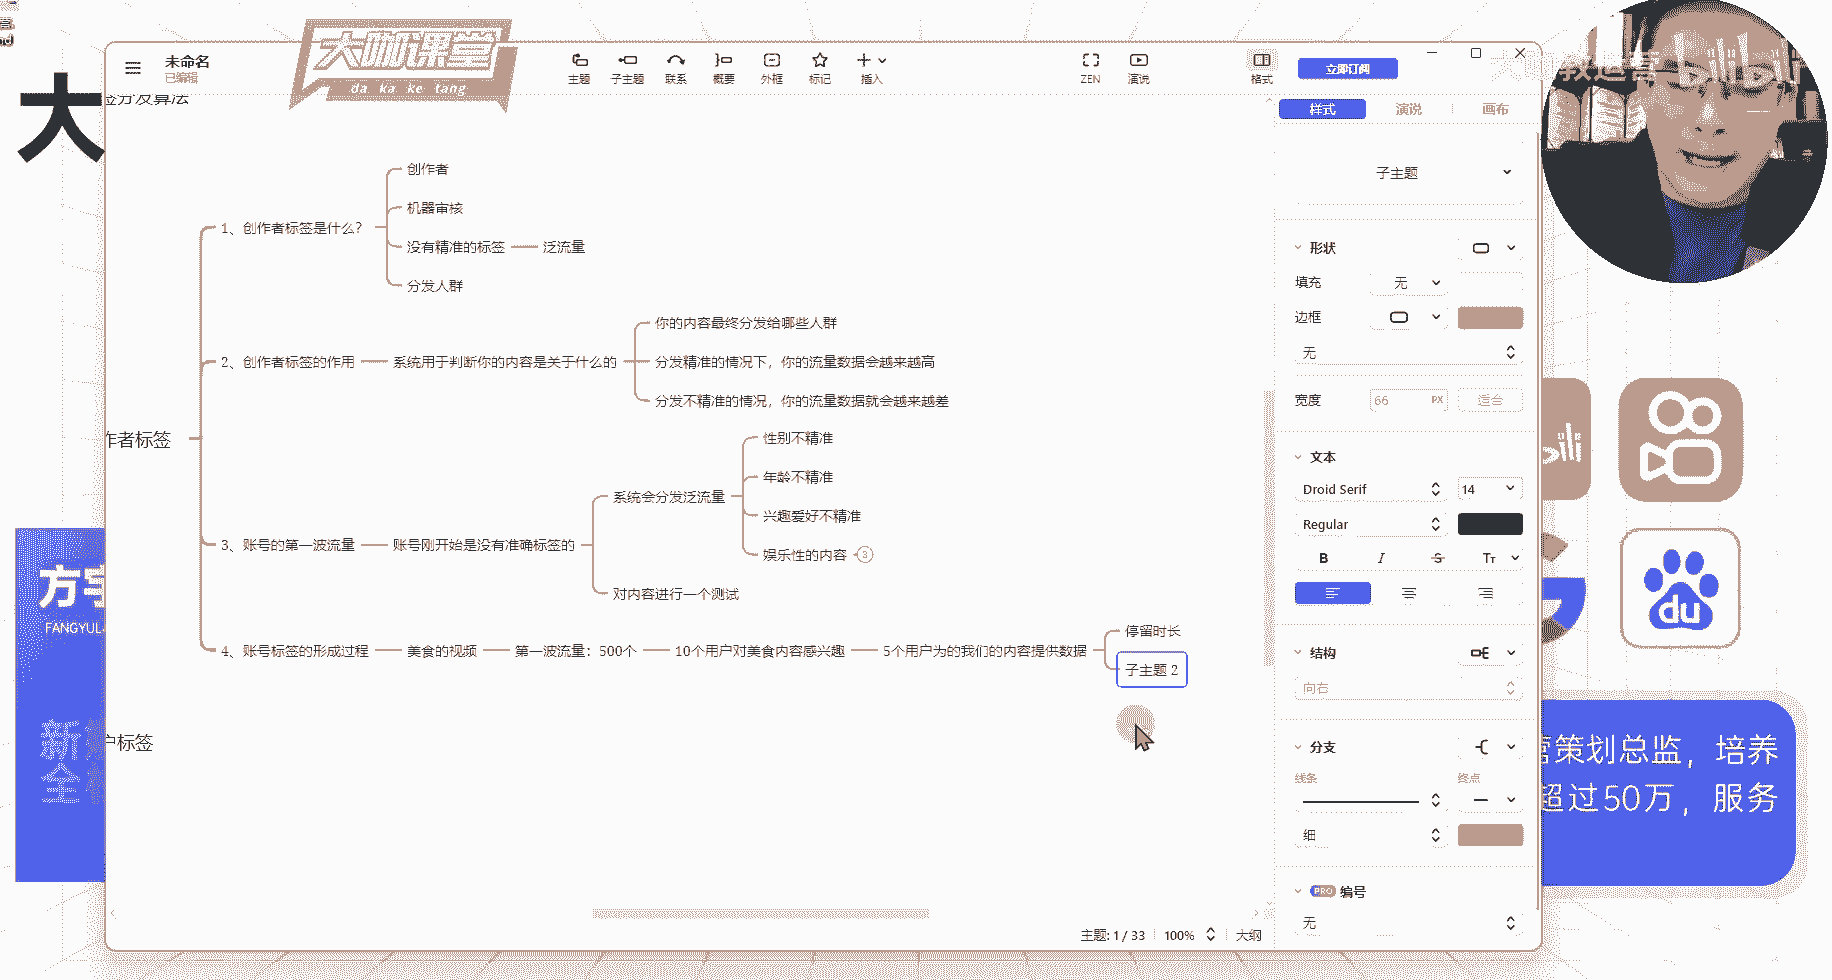 大
大咖课堂
da ka ke tang
未命名
已编辑
主题
子主题
联系
概要
外框
标记
插入
ZEN
演说
格式
立即订阅
教运营
bilibili
签分发算法
样式
演说
画布
子主题
创作者
机器审核
1、创作者标签是什么？
没有精准的标签
泛流量
分发人群
形状
填充
无
边框
无
宽度
66
PX
适合
你的内容最终分发给哪些人群
2、创作者标签的作用
系统用于判断你的内容是关于什么的
分发精准的情况下，你的流量数据会越来越高
分发不精准的情况，你的流量数据就会越来越差
作者标签
性别不精准
年龄不精准
系统会分发泛流量
兴趣爱好不精准
3、账号的第一波流量
账号刚开始是没有准确标签的
娱乐性的内容
3
对内容进行一个测试
4、账号标签的形成过程
美食的视频
第一波流量：500个
10个用户对美食内容感兴趣
5个用户为的我们的内容提供数据
停留时长
子主题 2
户标签
文本
Droid Serif
14
Regular
B
I
S
Tт
结构
向右
分支
线条
终点
细
PRO
编号
无
主题: 1 / 33
100%
大纲
方宇
FANGYUL
新
全
du
营策划总监，培养
超过50万，服务